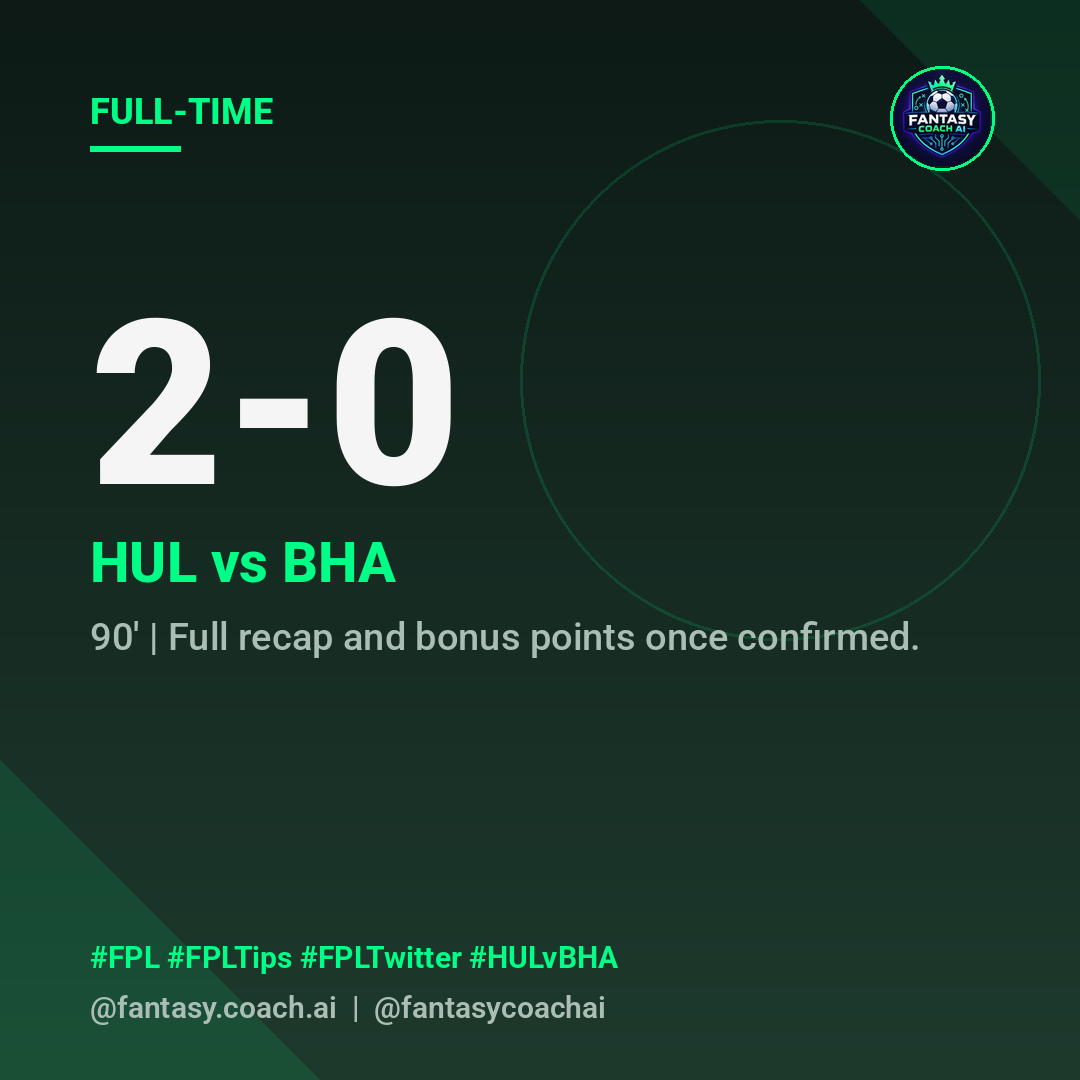 FULL-TIME
FANTASY
COACH AI
2-0
HUL vs BHA
90' | Full recap and bonus points once confirmed.
#FPL #FPLTips #FPLTwitter #HULvBHA
@fantasy.coach.ai | @fantasycoachai